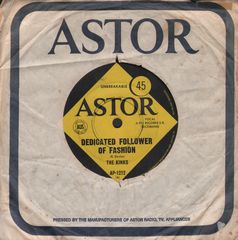 ASTOR
UNBREAKABLE
45
ASTOR
DEDICATED FOLLOWER
OF FASHION
THE KINKS
AP-1212
PRESSED BY THE MANUFACTURERS OF ASTOR RADIO, TV, APPLIANCES